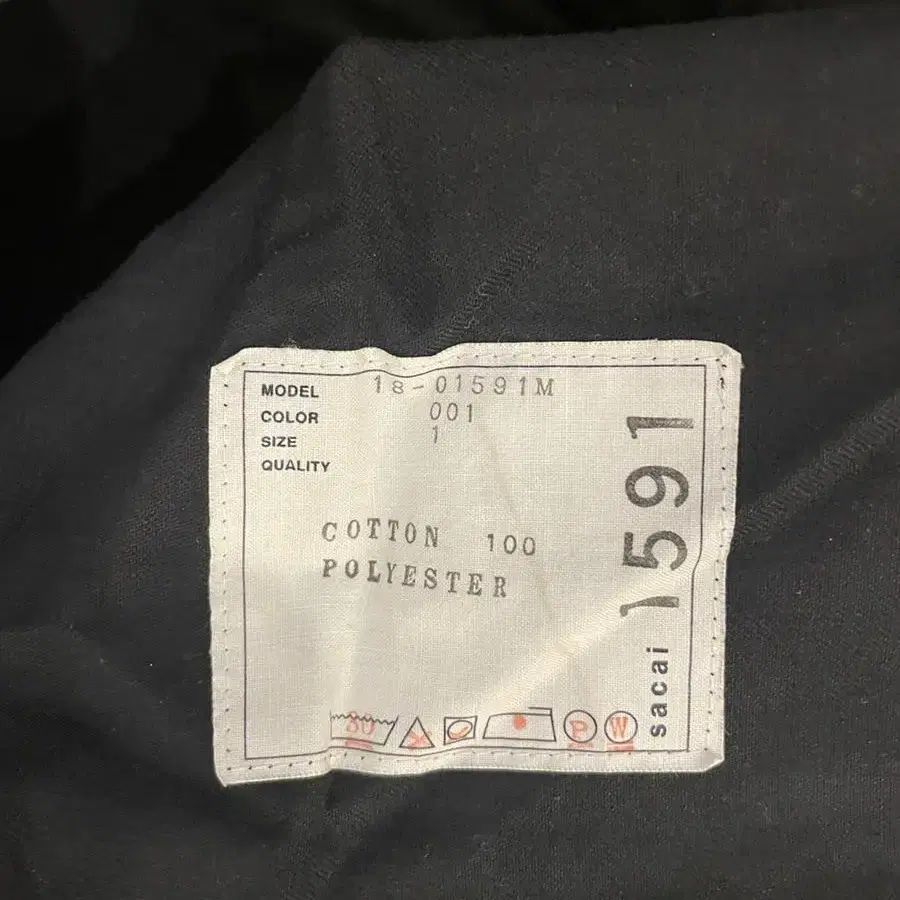 MODEL 18-01591M
COLOR 001
SIZE 1
QUALITY
COTTON 100
POLYESTER
P W
sacai 1591